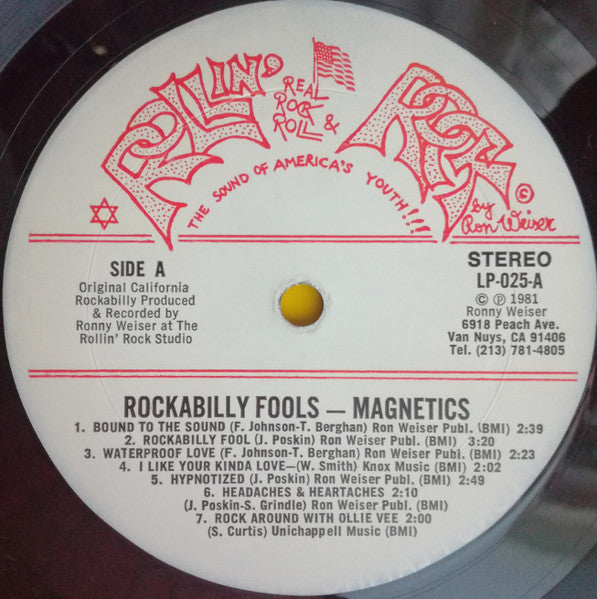 ROLLIN' ROCK
REAL
ROCK
&
ROLL
THE SOUND OF AMERICA'S YOUTH!!!
©
by
Ron Weiser
SIDE A
Original California
Rockabilly Produced
& Recorded by
Ronny Weiser at The
Rollin' Rock Studio
STEREO
LP-025-A
© ℗ 1981
Ronny Weiser
6918 Peach Ave.
Van Nuys, CA 91406
Tel. (213) 781-4805
ROCKABILLY FOOLS — MAGNETICS
1. BOUND TO THE SOUND (F. Johnson-T. Berghan) Ron Weiser Publ. (BMI) 2:39
2. ROCKABILLY FOOL (J. Poskin) Ron Weiser Publ. (BMI) 3:20
3. WATERPROOF LOVE (F. Johnson-T. Berghan) Ron Weiser Publ. (BMI) 2:23
4. I LIKE YOUR KINDA LOVE—(W. Smith) Knox Music (BMI) 2:02
5. HYPNOTIZED (J. Poskin) Ron Weiser Publ. (BMI) 2:49
6. HEADACHES & HEARTACHES 2:10
(J. Poskin-S. Grindle) Ron Weiser Publ. (BMI)
7. ROCK AROUND WITH OLLIE VEE 2:00
(S. Curtis) Unichappell Music (BMI)